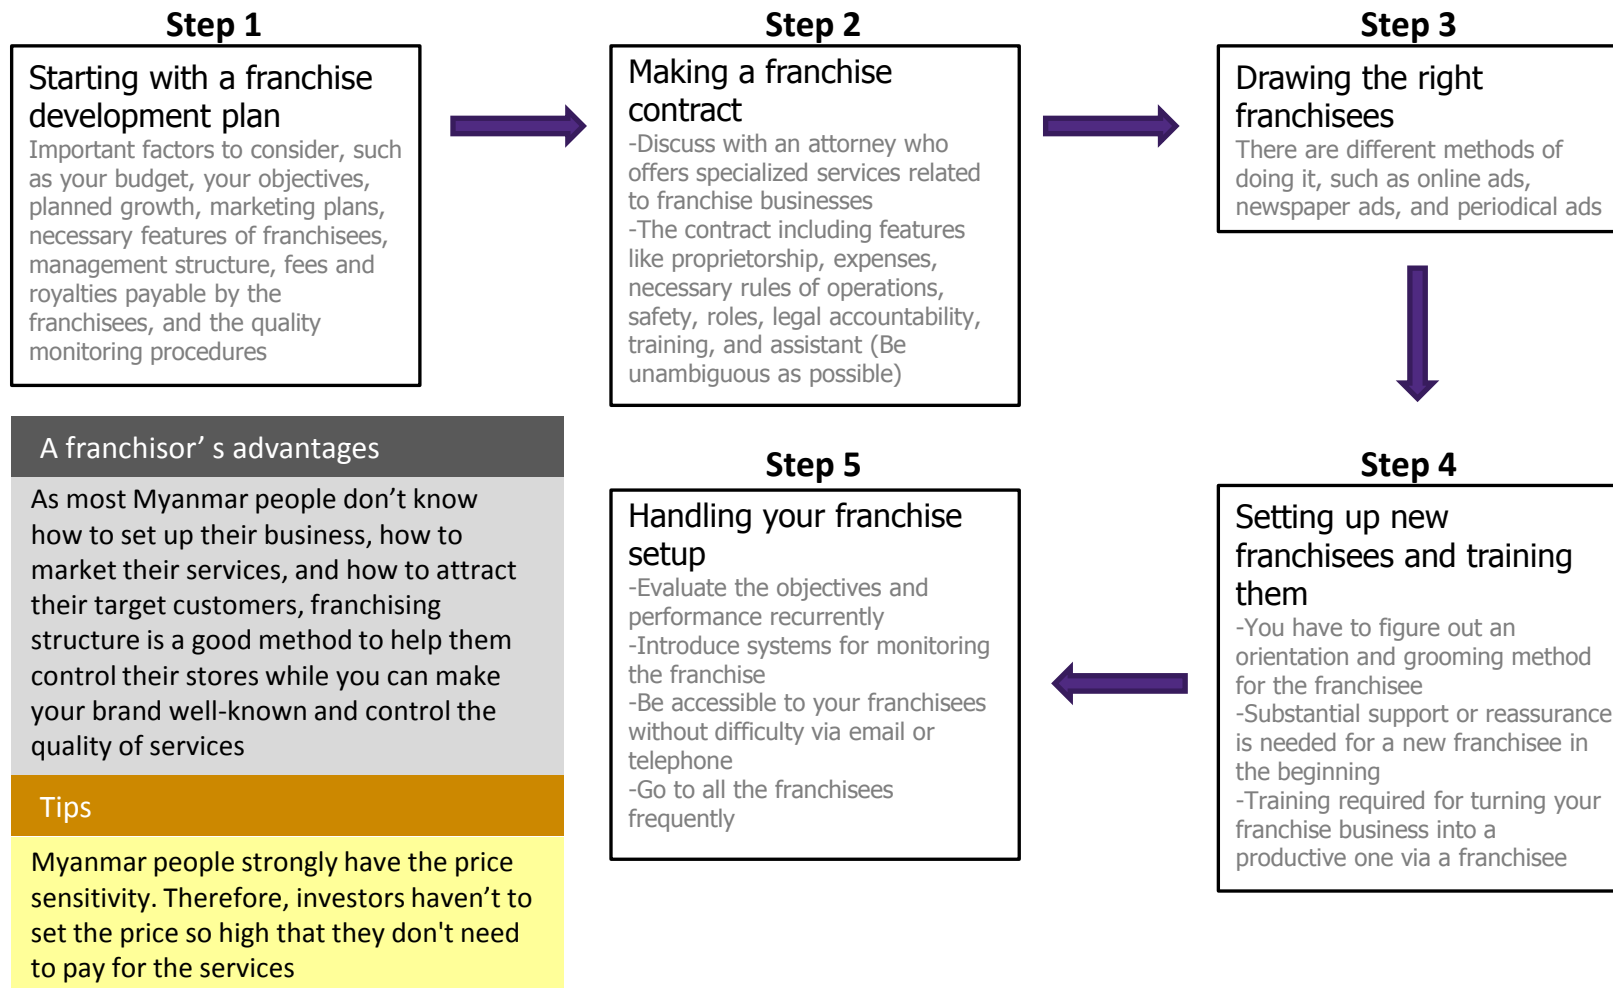 Step 1
Starting with a franchise
development plan
Important factors to consider, such
as your budget, your objectives,
planned growth, marketing plans,
necessary features of franchisees,
management structure, fees and
royalties payable by the
franchisees, and the quality
monitoring procedures
Step 2
Making a franchise
contract
-Discuss with an attorney who
offers specialized services related
to franchise businesses
-The contract including features
like proprietorship, expenses,
necessary rules of operations,
safety, roles, legal accountability,
training, and assistant (Be
unambiguous as possible)
Step 3
Drawing the right
franchisees
There are different methods of
doing it, such as online ads,
newspaper ads, and periodical ads
Step 4
Setting up new
franchisees and training
them
-You have to figure out an
orientation and grooming method
for the franchisee
-Substantial support or reassurance
is needed for a new franchisee in
the beginning
-Training required for turning your
franchise business into a
productive one via a franchisee
Step 5
Handling your franchise
setup
-Evaluate the objectives and
performance recurrently
-Introduce systems for monitoring
the franchise
-Be accessible to your franchisees
without difficulty via email or
telephone
-Go to all the franchisees
frequently
A franchisor’ s advantages
As most Myanmar people don’t know
how to set up their business, how to
market their services, and how to attract
their target customers, franchising
structure is a good method to help them
control their stores while you can make
your brand well-known and control the
quality of services
Tips
Myanmar people strongly have the price
sensitivity. Therefore, investors haven’t to
set the price so high that they don't need
to pay for the services